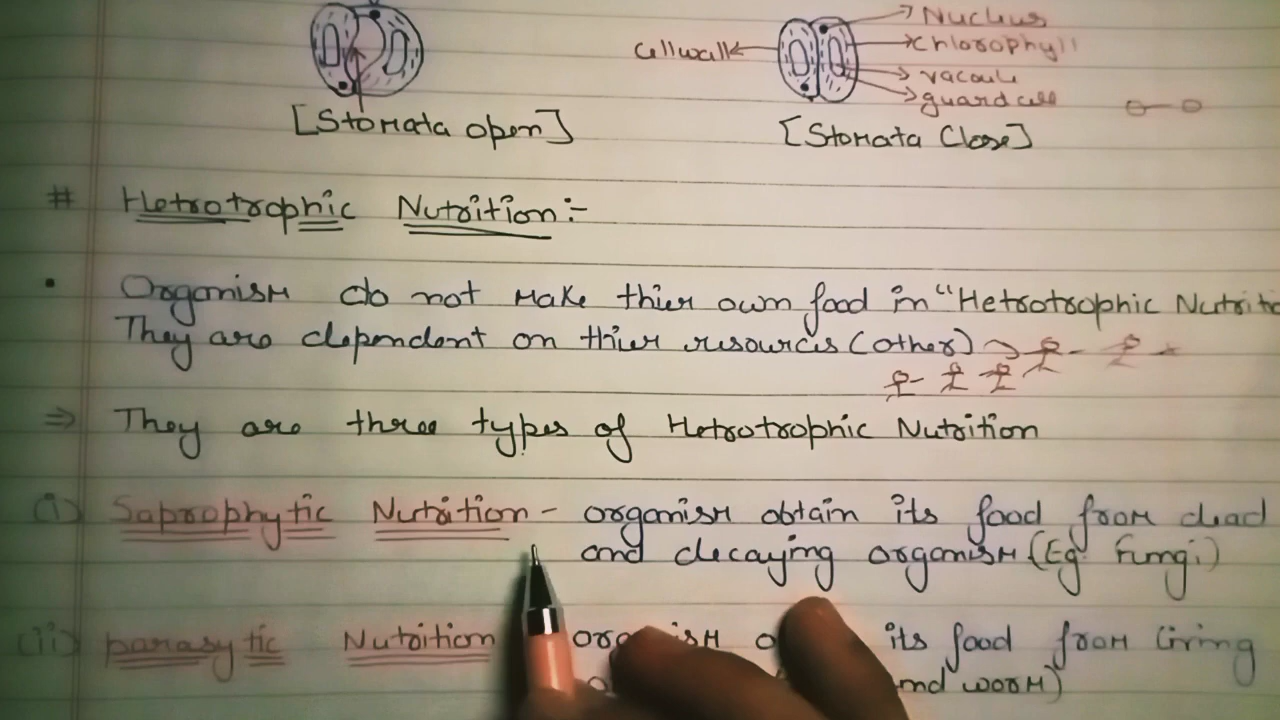 Nucleus
Cellwall
Chlorophyll
vacoule
guard cell
[Stomata open]
[Stomata Close]
# Hetrotrophic Nutrition:-
• Organism do not make thier own food in "Hetrotrophic Nutriti
They are dependent on thier resources (other)
⇒ They are three types of Hetrotrophic Nutrition
(i) Saprophytic Nutrition - organism obtain its food from dead
and decaying organism (Eg. Fungi)
(ii) parasytic Nutrition its food from living
worm)